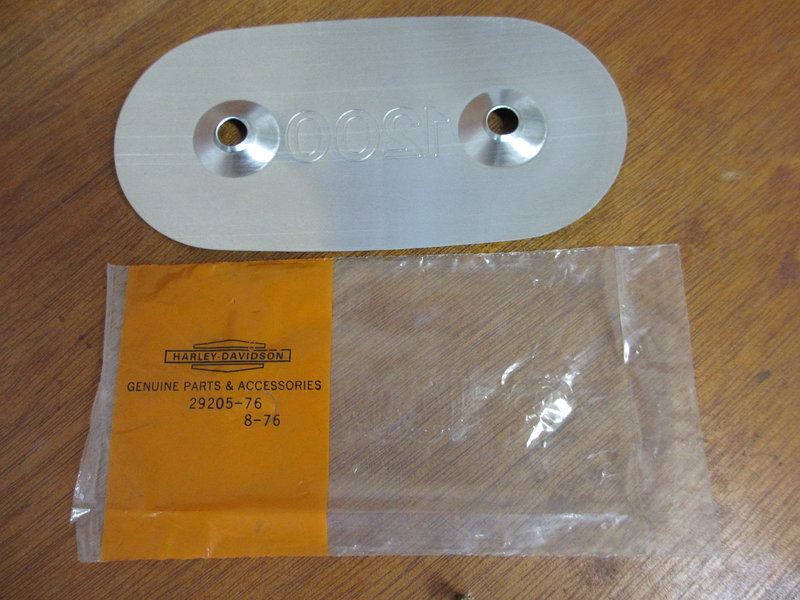 1200
HARLEY-DAVIDSON
GENUINE PARTS & ACCESSORIES
29205-76
8-76